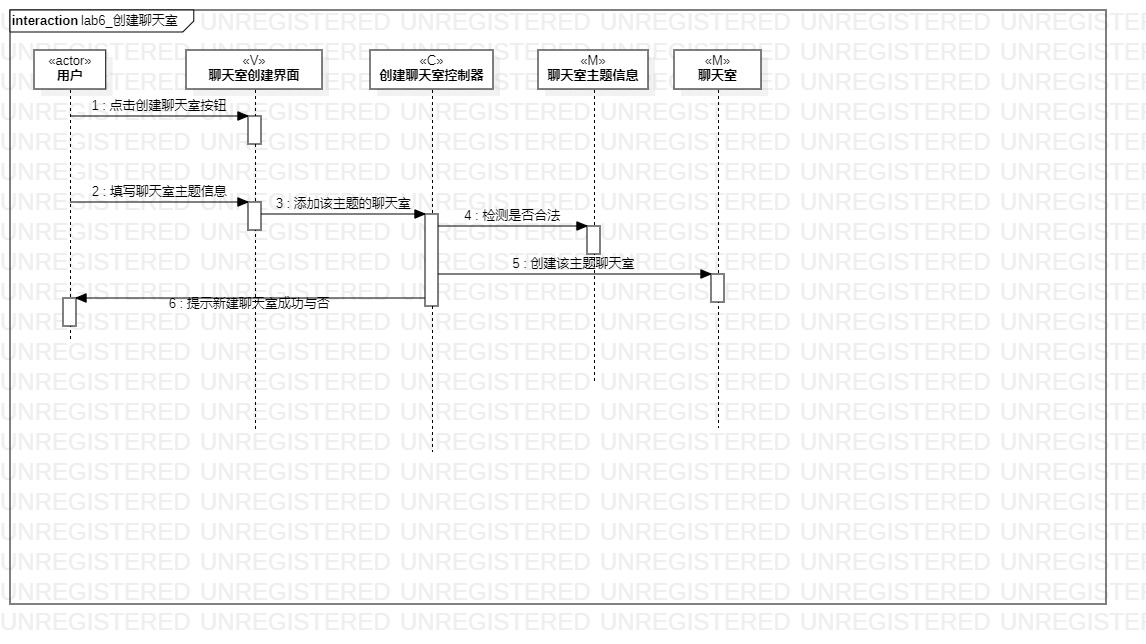 interaction lab6_创建聊天室
«actor»
用户
«V»
聊天室创建界面
«C»
创建聊天室控制器
«M»
聊天室主题信息
«M»
聊天室
1 : 点击创建聊天室按钮
2 : 填写聊天室主题信息
3 : 添加该主题的聊天室
4 : 检测是否合法
5 : 创建该主题聊天室
6 : 提示新建聊天室成功与否
UNREGISTERED UNREGISTERED UNREGISTERED UNREGISTERED UNREGISTERED UNREGISTERED